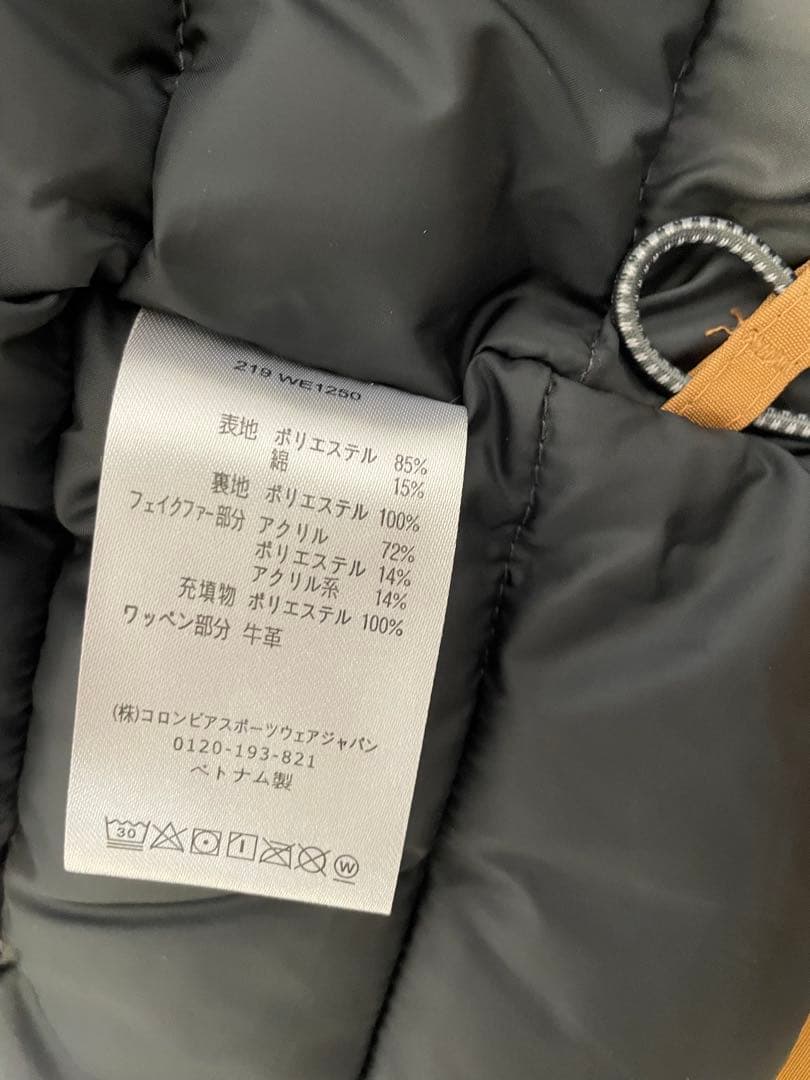 219 WE1250
表地 ポリエステル 85%
綿 15%
裏地 ポリエステル 100%
フェイクファー部分 アクリル 72%
ポリエステル 14%
アクリル系 14%
充填物 ポリエステル 100%
ワッペン部分 牛革
(株)コロンビアスポーツウェアジャパン
0120-193-821
ベトナム製
30 W